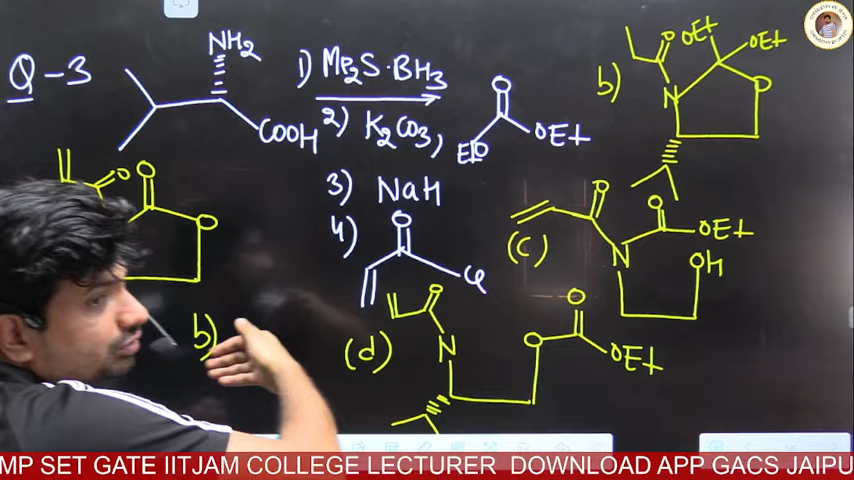 Q-3
NH2
COOH
1) Me2S·BH3
2) K2CO3,
O
OEt
EtO
3) NaH
4)
O
Cl
O
O
O
b)
b)
O
OEt
OEt
N
O
(c)
O
O
OEt
N
OH
(d)
O
N
O
O
OEt
MP SET GATE IITJAM COLLEGE LECTURER DOWNLOAD APP GACS JAIPU